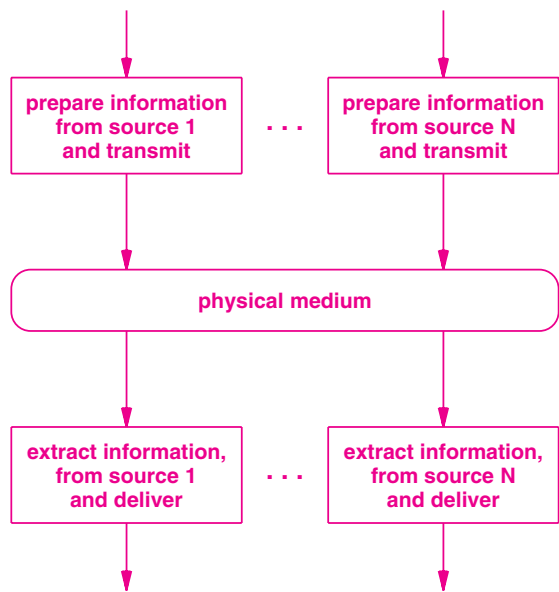 prepare information
from source 1
and transmit
. . .
prepare information
from source N
and transmit
physical medium
extract information,
from source 1
and deliver
. . .
extract information,
from source N
and deliver